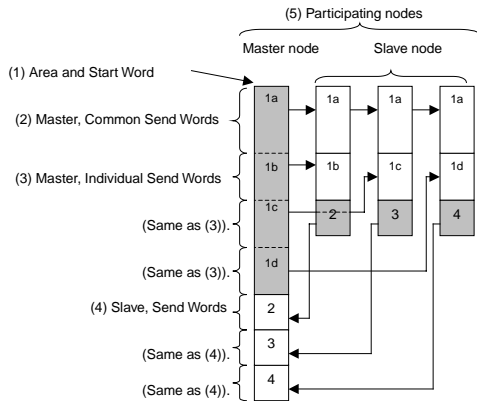 (5) Participating nodes
Master node Slave node
(1) Area and Start Word
1a 1a 1a 1a
(2) Master, Common Send Words
1b 1b 1c 1d
(3) Master, Individual Send Words
1c 2 3 4
(Same as (3)).
1d
(Same as (3)).
(4) Slave, Send Words 2
3
(Same as (4)).
4
(Same as (4)).